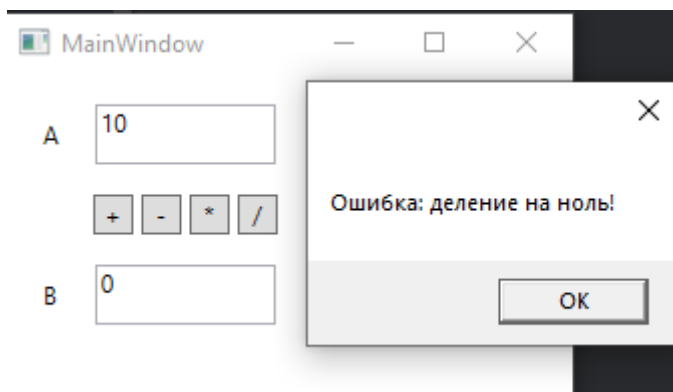 MainWindow
A
10
+ - * /
B
0
Ошибка: деление на ноль!
OK